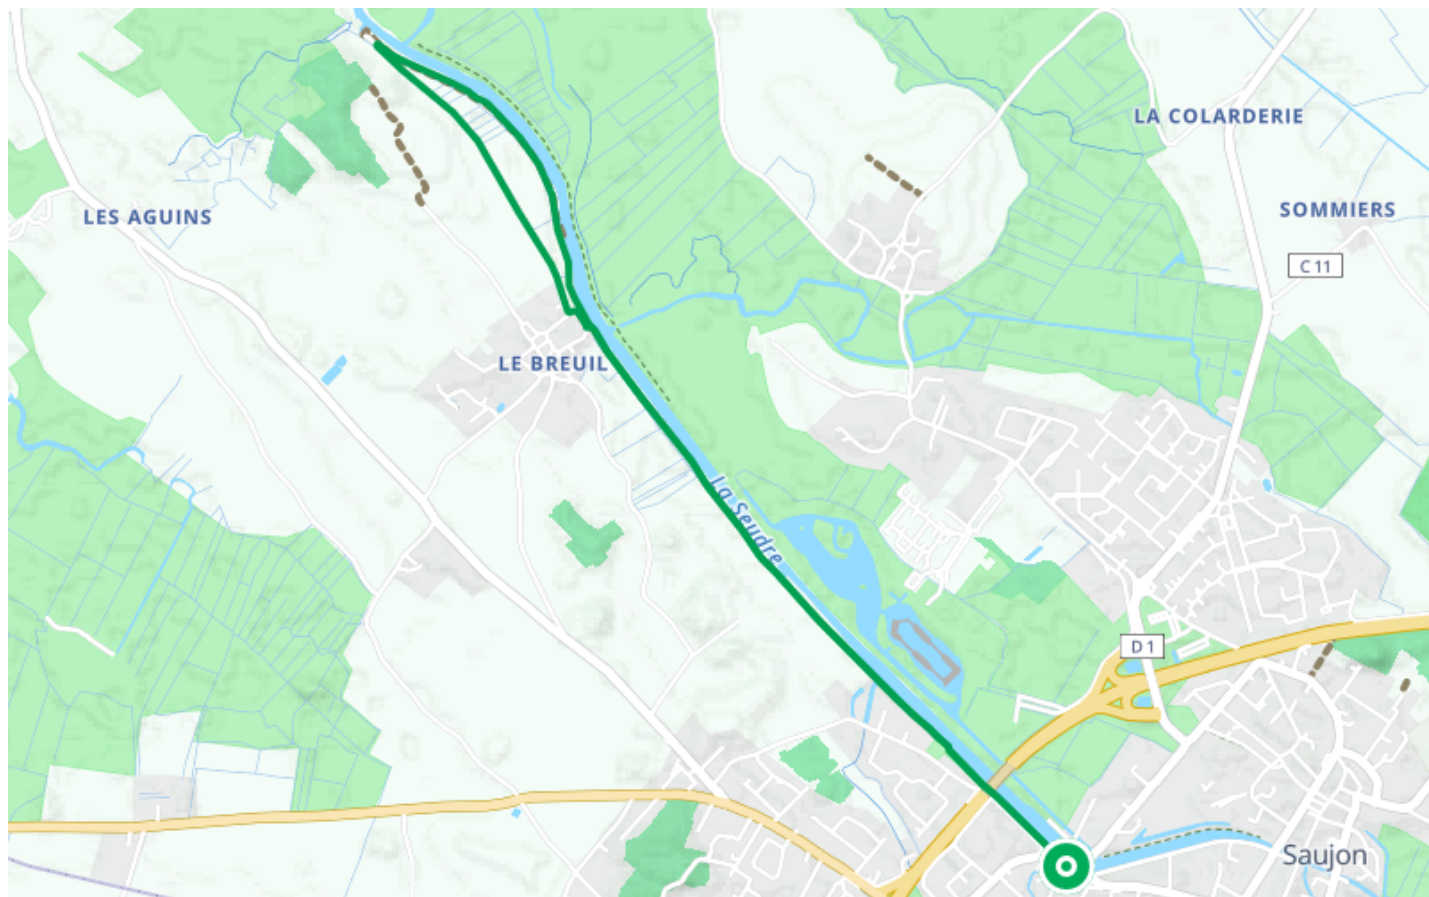 LA COLARDERIE
LES AGUINS
SOMMIERS
C 11
LE BREUIL
La Seudre
D 1
Saujon